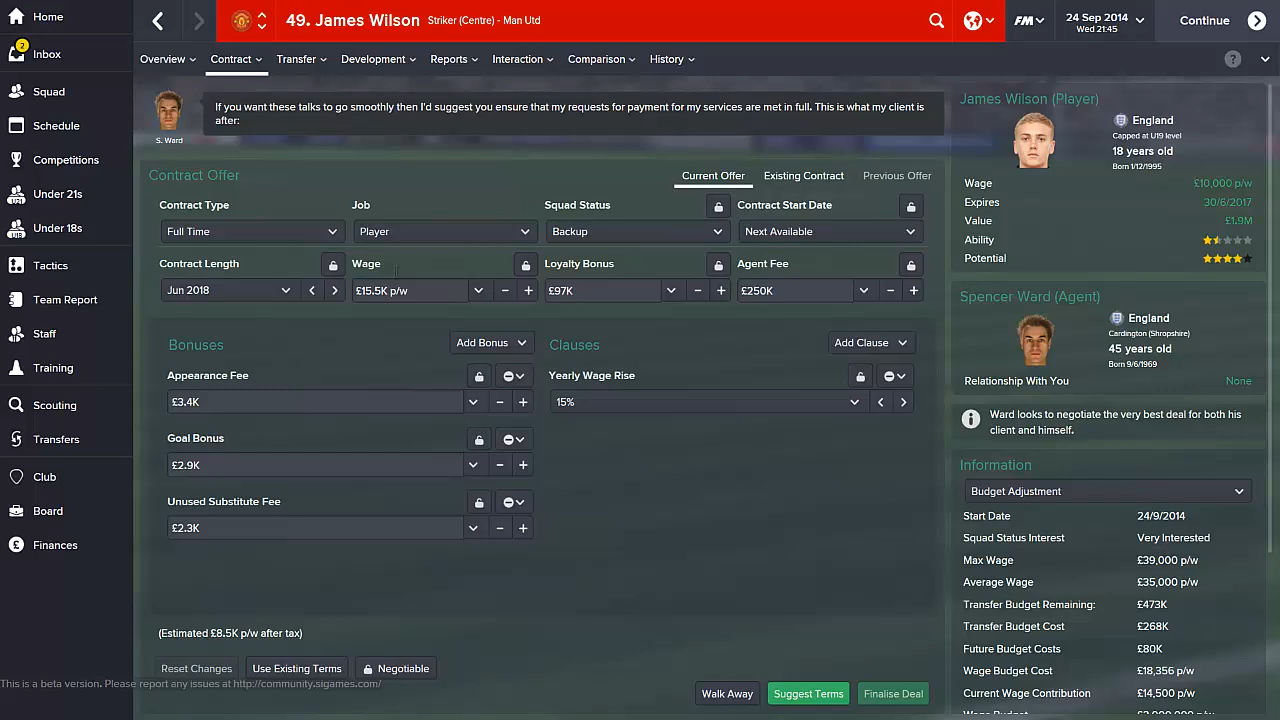 Home
2
Inbox
Squad
Schedule
Competitions
Under 21s
Under 18s
Tactics
Team Report
Staff
Training
Scouting
Transfers
Club
Board
Finances
49. James Wilson Striker (Centre) - Man Utd
FM
24 Sep 2014
Wed 21:45
Continue
Overview Contract Transfer Development Reports Interaction Comparison History
?
S. Ward
If you want these talks to go smoothly then I'd suggest you ensure that my requests for payment for my services are met in full. This is what my client is
after:
Contract Offer
Current Offer Existing Contract Previous Offer
Contract Type Job Squad Status Contract Start Date
Full Time Player Backup Next Available
Contract Length Wage Loyalty Bonus Agent Fee
Jun 2018 £15.5K p/w £97K £250K
Bonuses Add Bonus Clauses Add Clause
Appearance Fee Yearly Wage Rise
£3.4K 15%
Goal Bonus
£2.9K
Unused Substitute Fee
£2.3K
(Estimated £8.5K p/w after tax)
Reset Changes Use Existing Terms Negotiable
This is a beta version. Please report any issues at http://community.sigames.com/
Walk Away Suggest Terms Finalise Deal
James Wilson (Player)
England
Capped at U19 level
18 years old
Born 1/12/1995
Wage £10,000 p/w
Expires 30/6/2017
Value £1.9M
Ability
Potential
Spencer Ward (Agent)
England
Cardington (Shropshire)
45 years old
Born 9/6/1969
Relationship With You None
Ward looks to negotiate the very best deal for both his
client and himself.
Information
Budget Adjustment
Start Date 24/9/2014
Squad Status Interest Very Interested
Max Wage £39,000 p/w
Average Wage £35,000 p/w
Transfer Budget Remaining: £473K
Transfer Budget Cost £268K
Future Budget Costs £80K
Wage Budget Cost £18,356 p/w
Current Wage Contribution £14,500 p/w